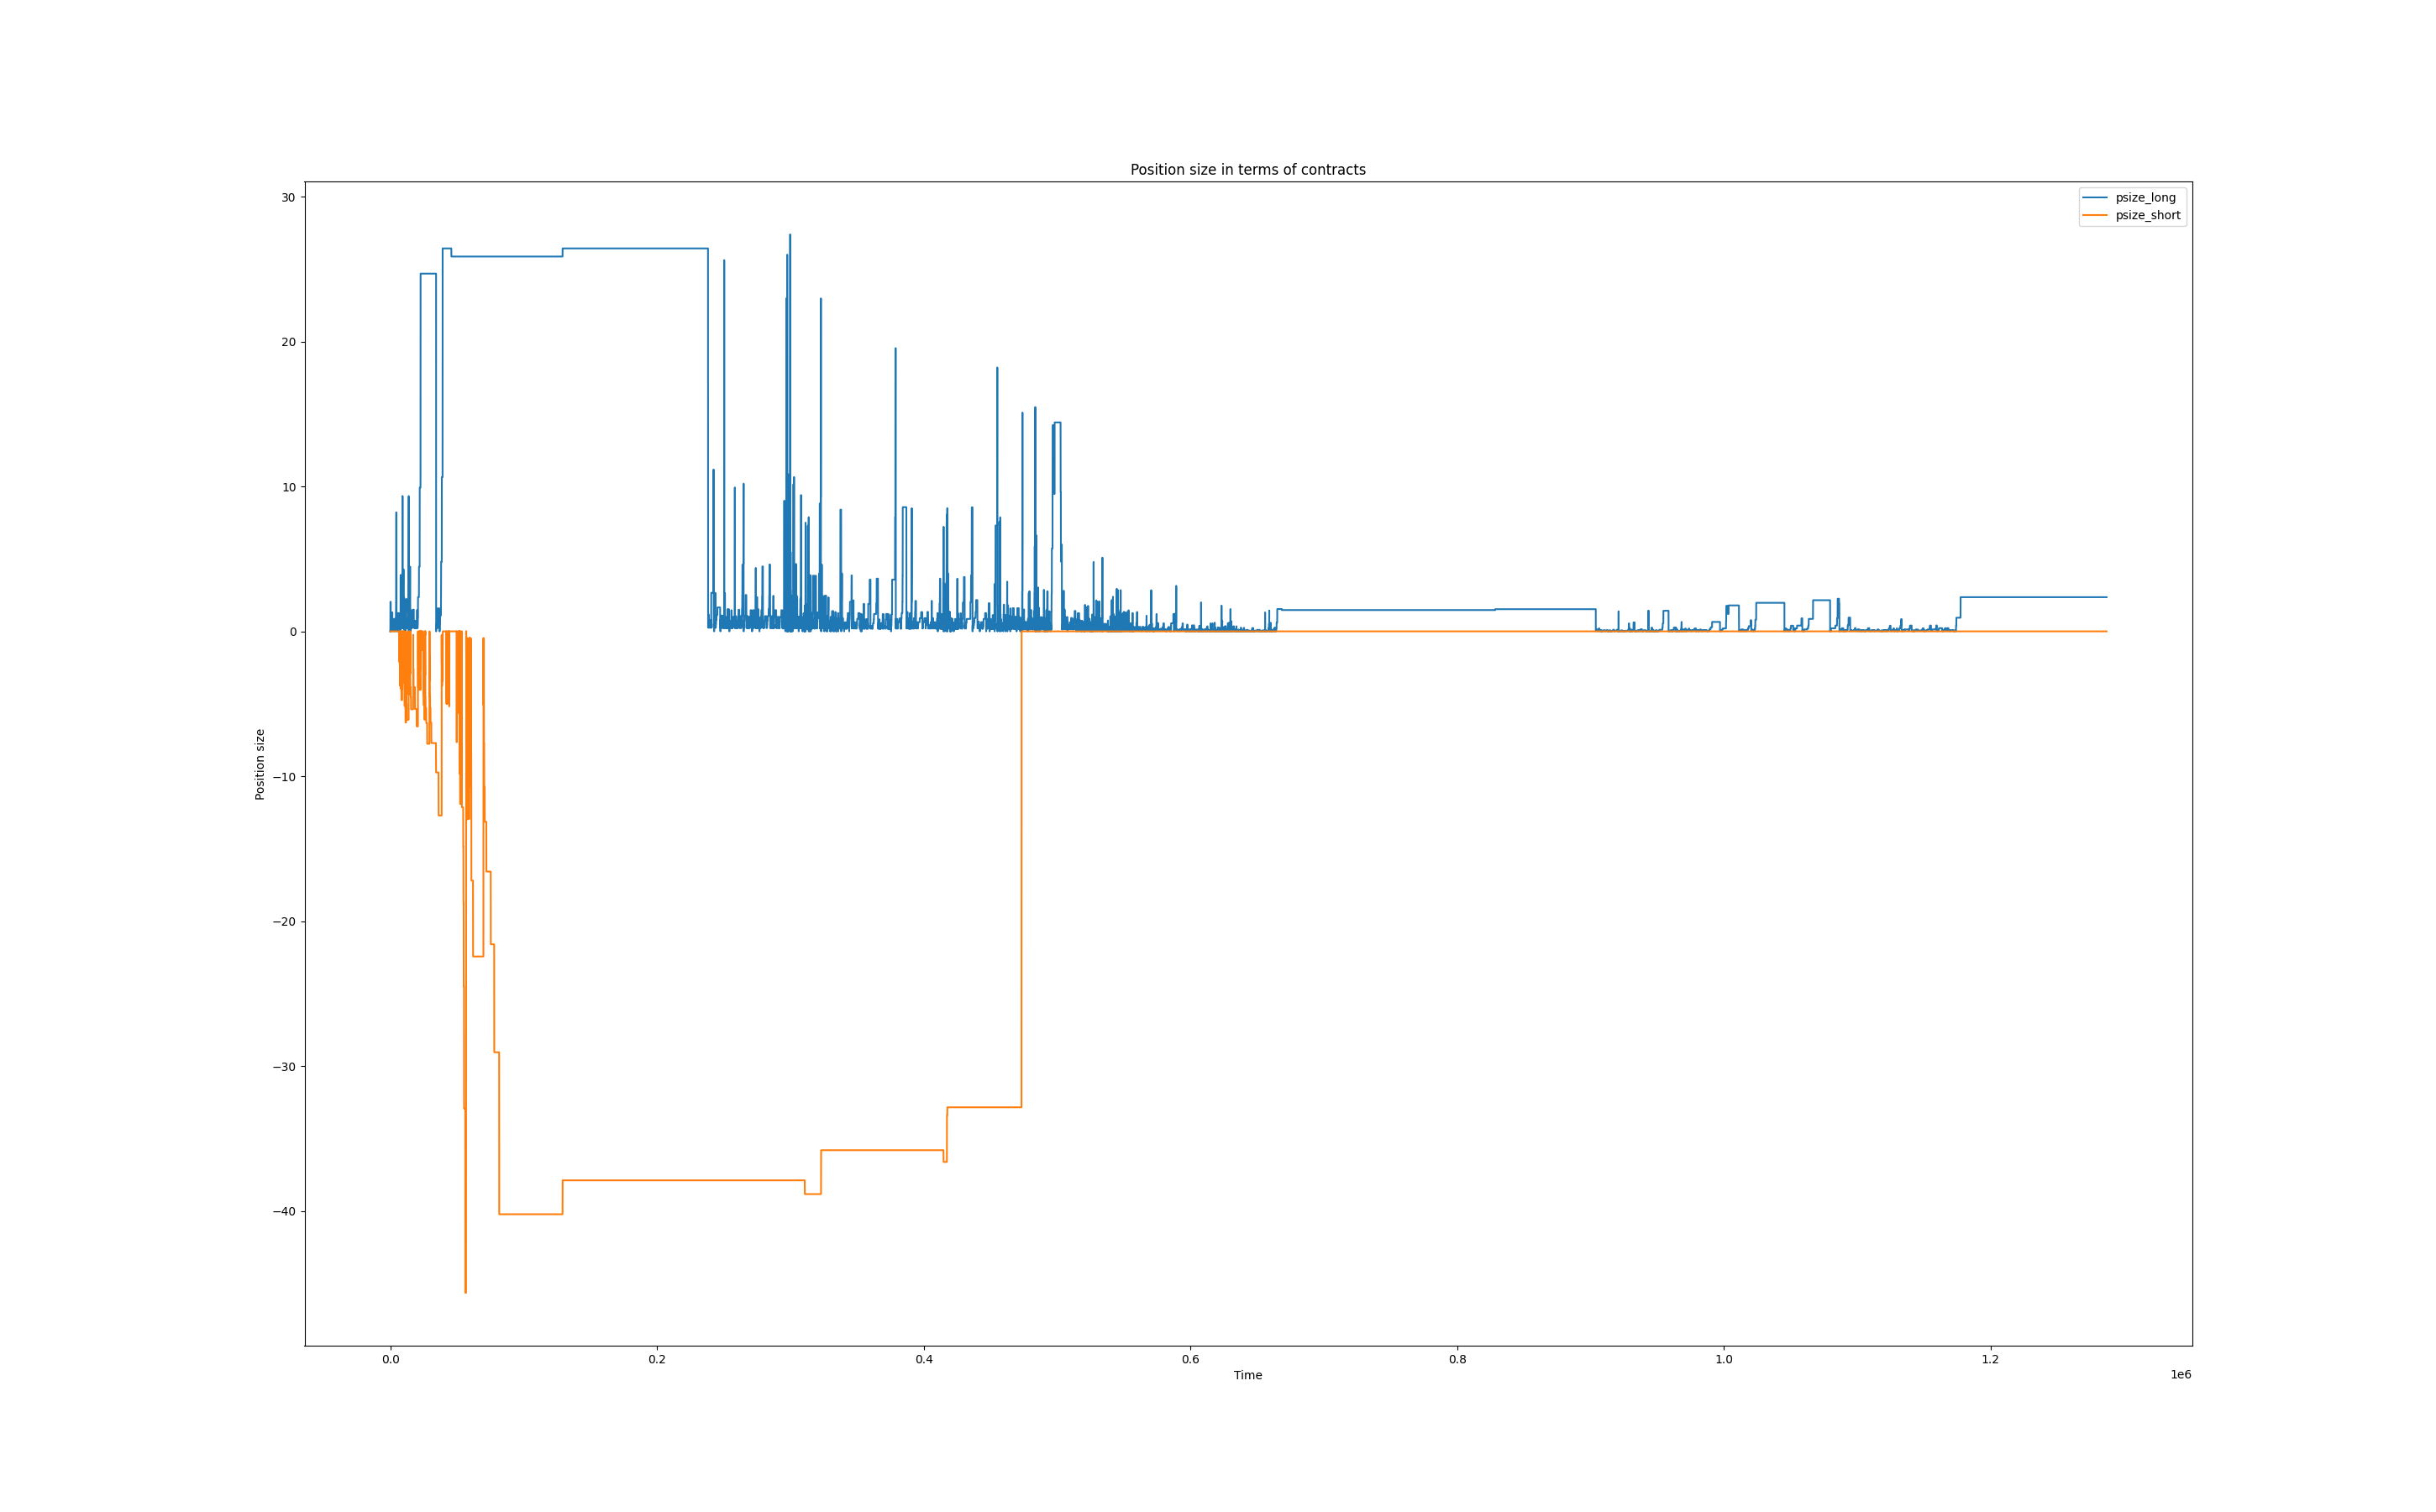 Position size in terms of contracts
psize_long
psize_short
30
20
10
0
−10
−20
−30
−40
Position size
0.0
0.2
0.4
0.6
0.8
1.0
1.2
1e6
Time